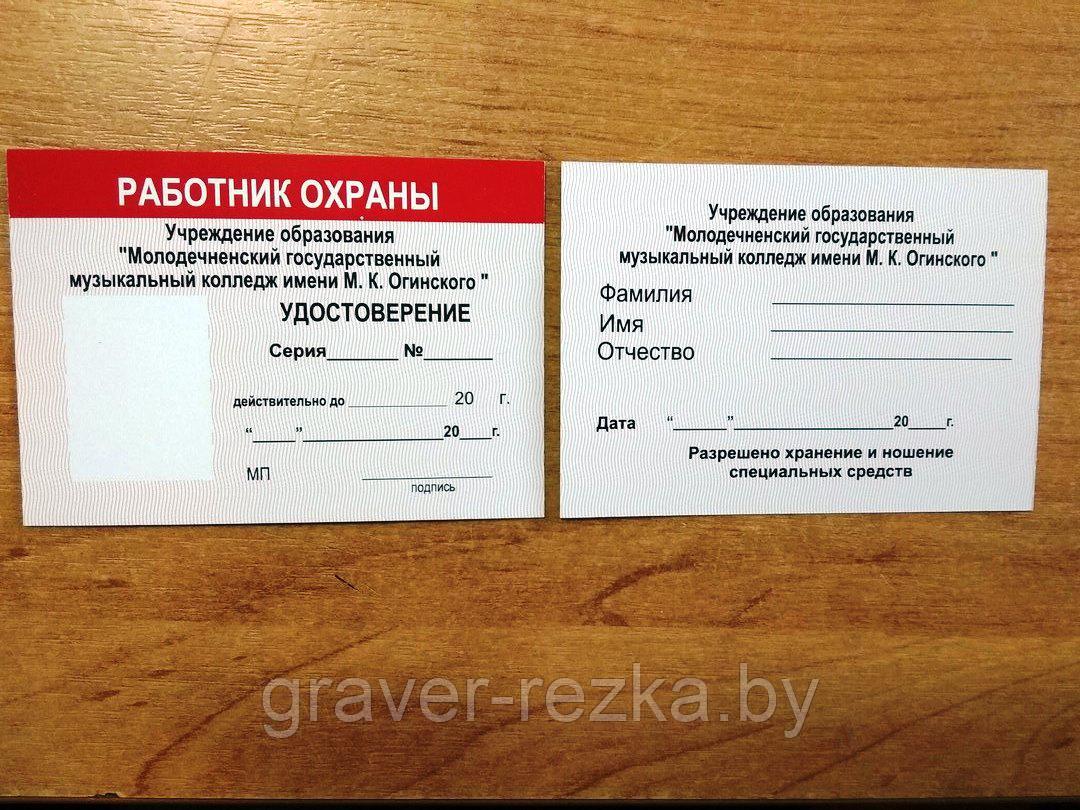 РАБОТНИК ОХРАНЫ
Учреждение образования
"Молодечненский государственный
музыкальный колледж имени М. К. Огинского "
УДОСТОВЕРЕНИЕ
Серия_______ №_______
действительно до ____________ 20 г.
“_____”_________________20____г.
МП
подпись
Учреждение образования
"Молодечненский государственный
музыкальный колледж имени М. К. Огинского "
Фамилия
Имя
Отчество
Дата “______”__________________20____г.
Разрешено хранение и ношение
специальных средств
graver-rezka.by